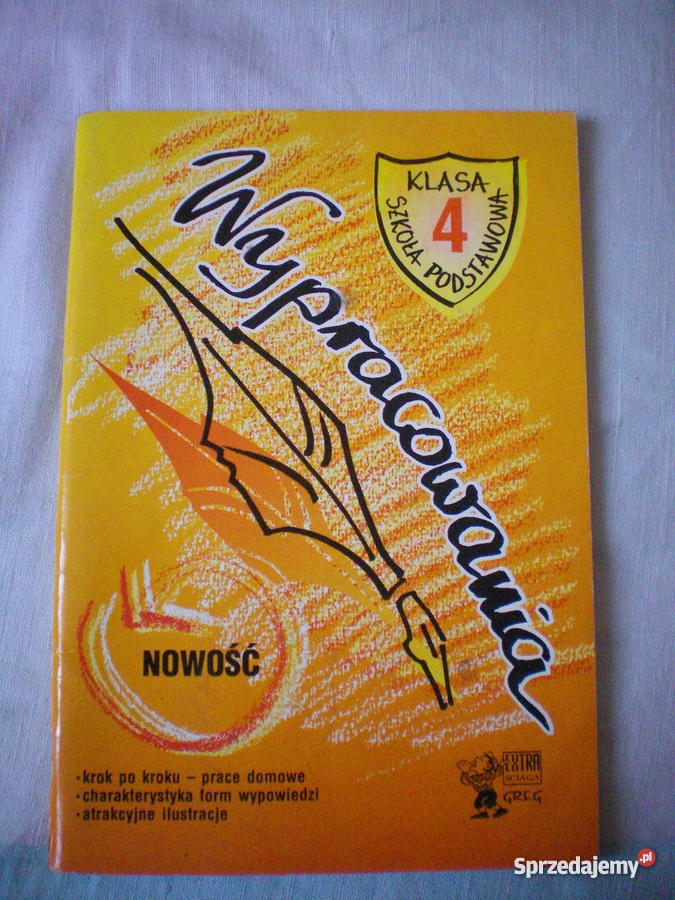 KLASA
4
SZKOŁA PODSTAWOWA
Wypracowania
NOWOŚĆ
•krok po kroku – prace domowe
•charakterystyka form wypowiedzi
•atrakcyjne ilustracje
EXTRA
ŚCIĄGA
GREG
Sprzedajemy.pl